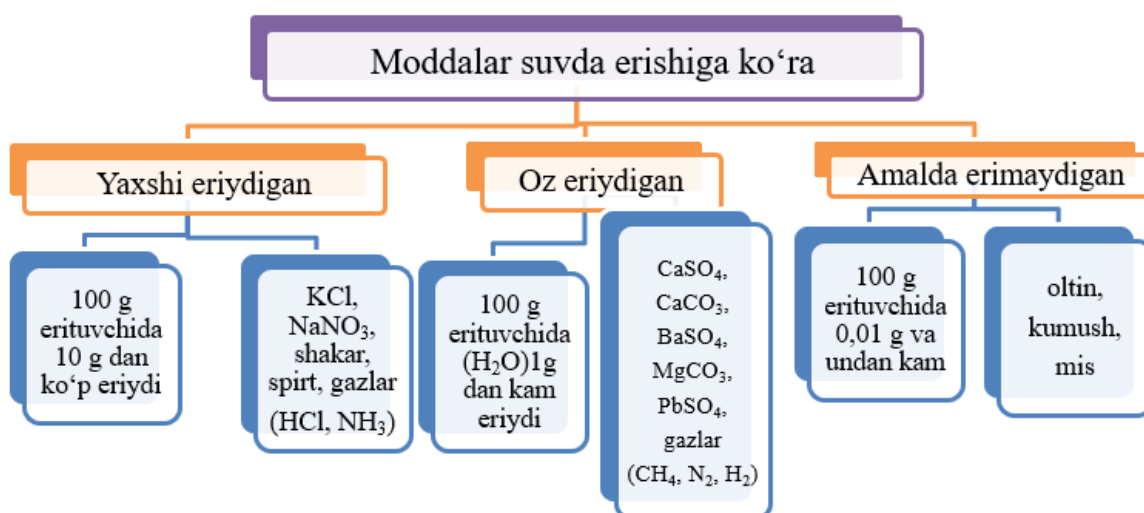 Moddalar suvda erishiga ko‘ra
Yaxshi eriydigan
Oz eriydigan
Amalda erimaydigan
100 g
erituvchida
10 g dan
ko‘p eriydi
KCl,
NaNO₃,
shakar,
spirt, gazlar
(HCl, NH₃)
100 g
erituvchida
(H₂O)1g
dan kam
eriydi
CaSO₄,
CaCO₃,
BaSO₄,
MgCO₃,
PbSO₄,
gazlar
(CH₄, N₂, H₂)
100 g
erituvchida
0,01 g va
undan kam
oltin,
kumush,
mis